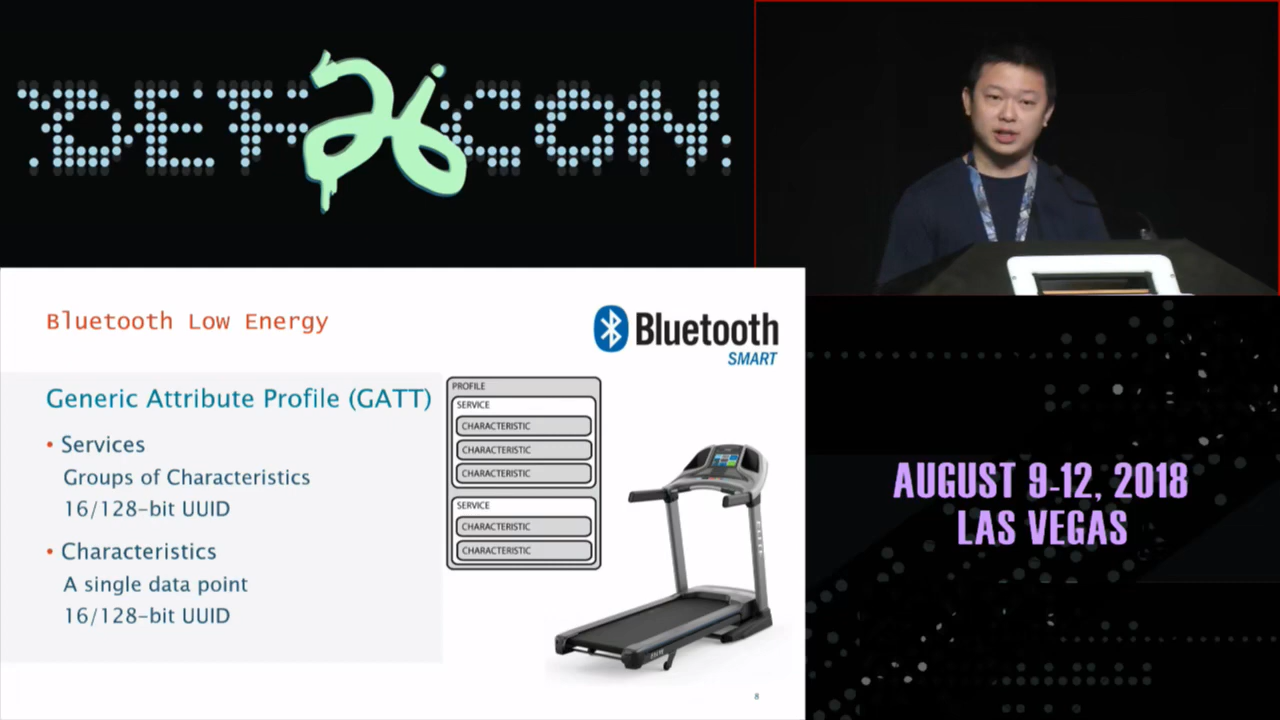 DEF 26 CON
Bluetooth Low Energy
Bluetooth
SMART
Generic Attribute Profile (GATT)
• Services
Groups of Characteristics
16/128-bit UUID
• Characteristics
A single data point
16/128-bit UUID
PROFILE
SERVICE
CHARACTERISTIC
CHARACTERISTIC
CHARACTERISTIC
SERVICE
CHARACTERISTIC
CHARACTERISTIC
8
AUGUST 9-12, 2018
LAS VEGAS